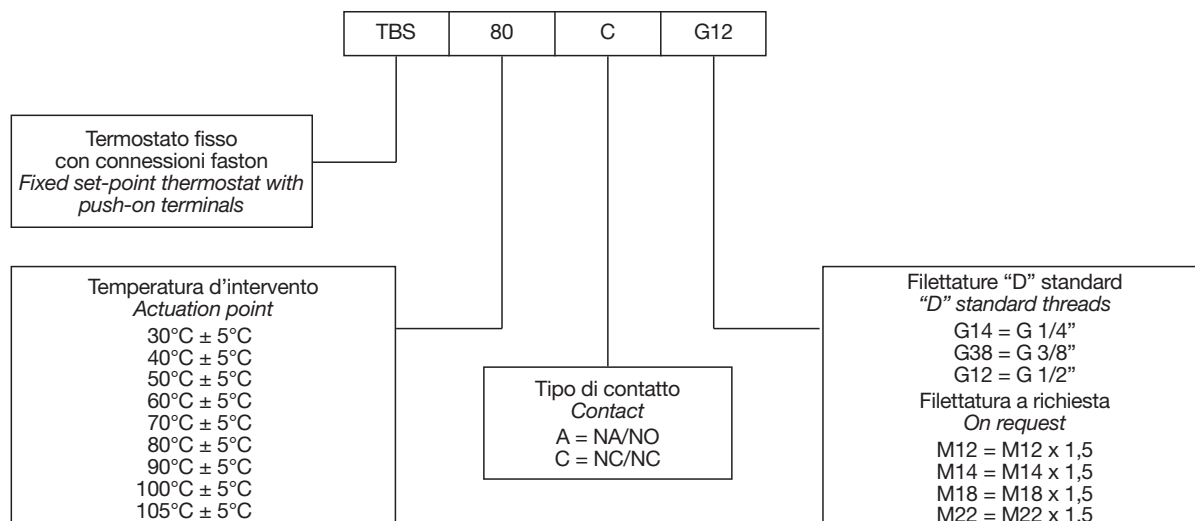 TBS 80 C G12
Termostato fisso
con connessioni faston
Fixed set-point thermostat with
push-on terminals
Temperatura d’intervento
Actuation point
30°C ± 5°C
40°C ± 5°C
50°C ± 5°C
60°C ± 5°C
70°C ± 5°C
80°C ± 5°C
90°C ± 5°C
100°C ± 5°C
105°C ± 5°C
Tipo di contatto
Contact
A = NA/NO
C = NC/NC
Filettature “D” standard
“D” standard threads
G14 = G 1/4”
G38 = G 3/8”
G12 = G 1/2”
Filettatura a richiesta
On request
M12 = M12 x 1,5
M14 = M14 x 1,5
M18 = M18 x 1,5
M22 = M22 x 1,5